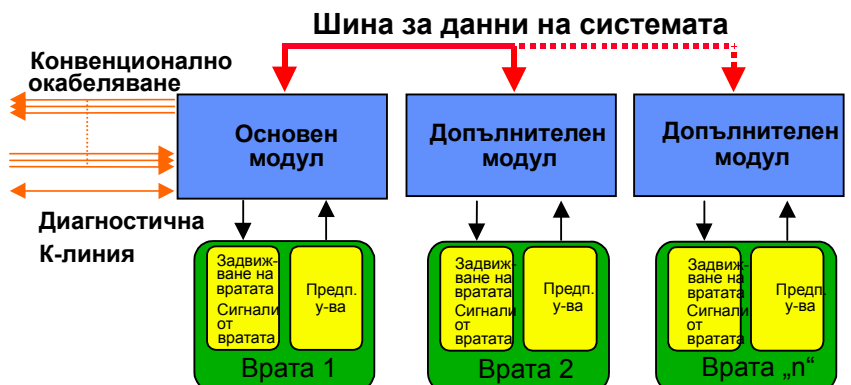 Шина за данни на системата
Конвенционално
окабеляване
Основен
модул
Допълнителен
модул
Допълнителен
модул
Диагностична
К-линия
Задвиж-
ване на
вратата
Сигнали
от
вратата
Предп.
у-ва
Врата 1
Задвиж-
ване на
вратата
Сигнали
от
вратата
Предп.
у-ва
Врата 2
Задвиж-
ване на
вратата
Сигнали
от
вратата
Предп.
у-ва
Врата „n“